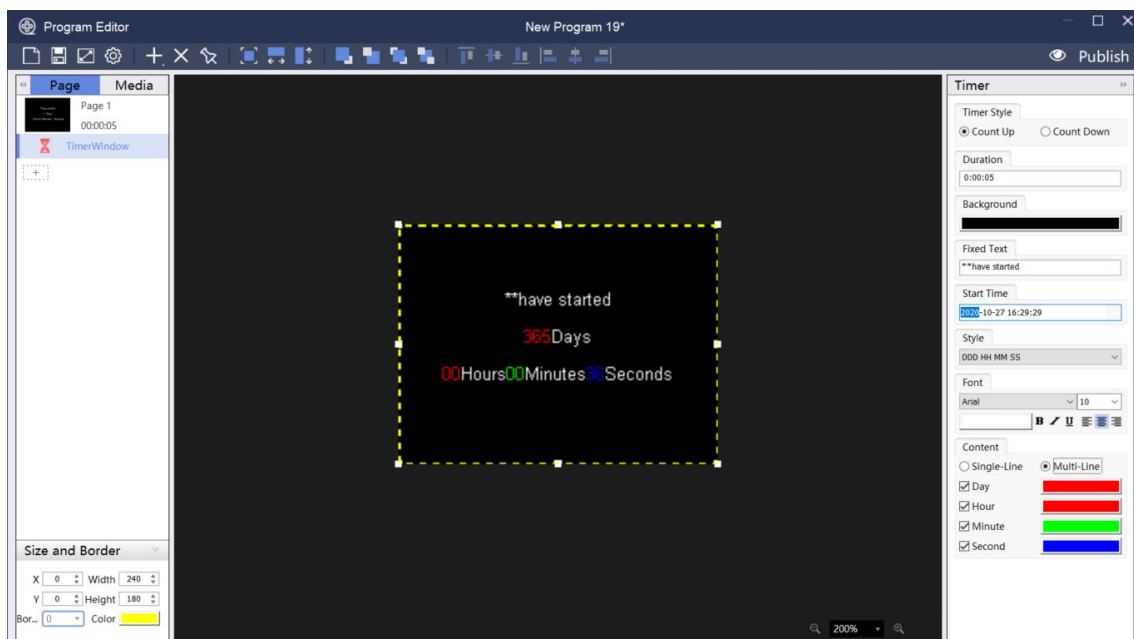 Program Editor
New Program 19*
Publish
Page
Media
Page 1
00:00:05
TimerWindow
**have started
365Days
00Hours00Minutes36Seconds
Timer
Timer Style
Count Up
Count Down
Duration
0:00:05
Background
Fixed Text
**have started
Start Time
2020-10-27 16:29:29
Style
DDD HH MM SS
Font
Arial
10
B I U
Content
Single-Line
Multi-Line
Day
Hour
Minute
Second
Size and Border
X 0 Width 240
Y 0 Height 180
Bor... 0 Color
200%